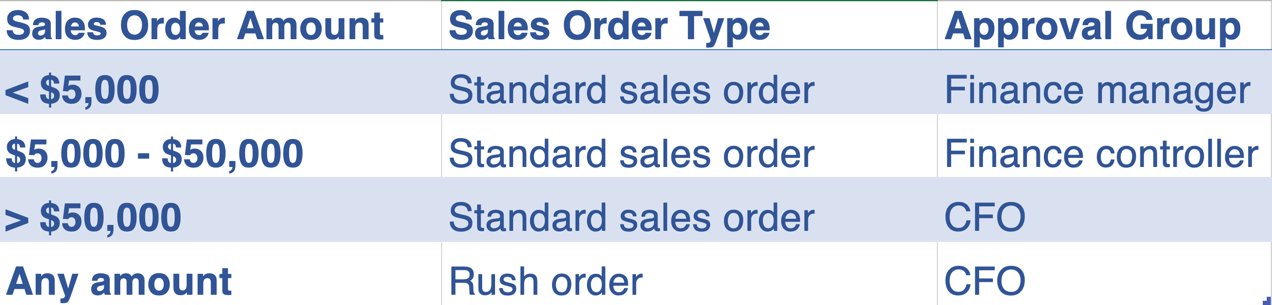 Sales Order Amount Sales Order Type Approval Group
< $5,000 Standard sales order Finance manager
$5,000 - $50,000 Standard sales order Finance controller
> $50,000 Standard sales order CFO
Any amount Rush order CFO